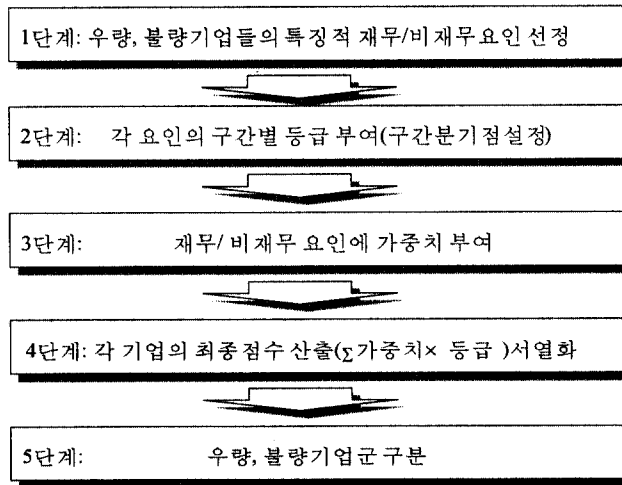 1단계: 우량, 불량기업들의 특징적 재무/비재무요인 선정
2단계: 각 요인의 구간별 등급 부여(구간분기점설정)
3단계: 재무/ 비재무 요인에 가중치 부여
4단계: 각 기업의 최종점수 산출(∑가중치× 등급 )서열화
5단계: 우량, 불량기업군 구분